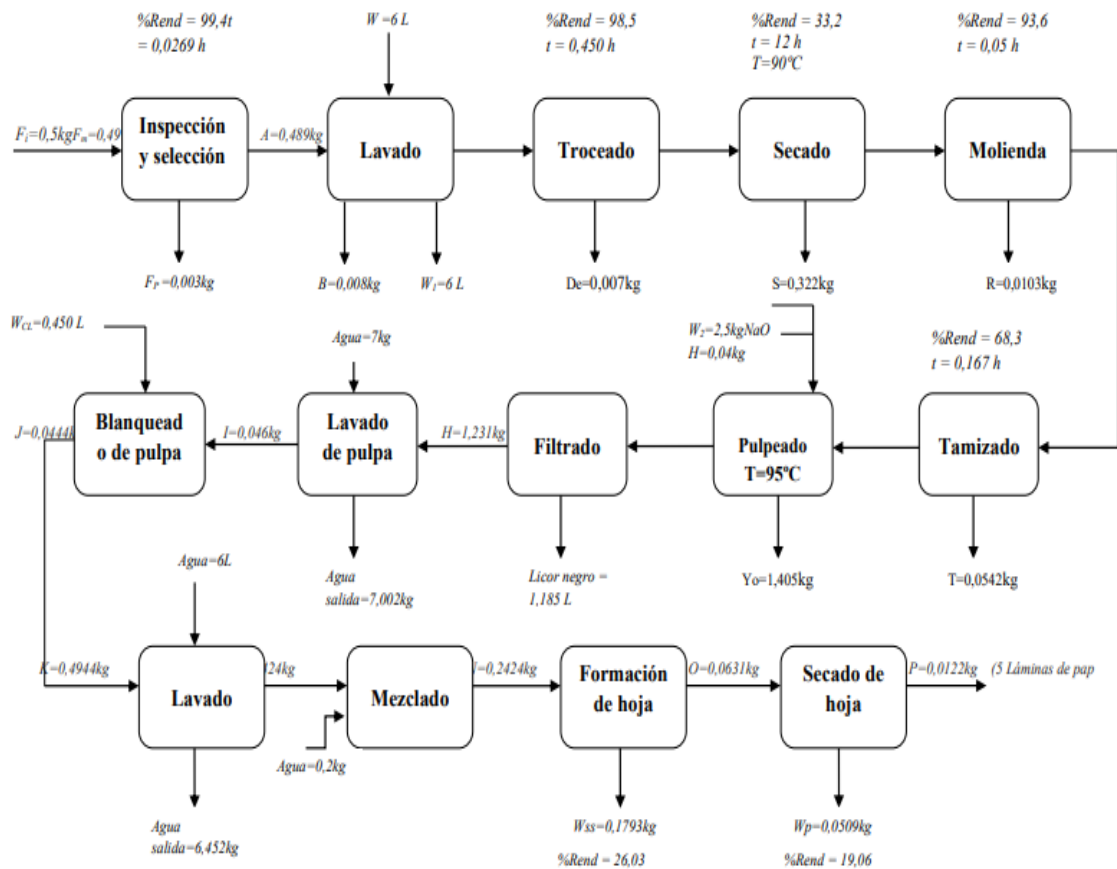 %Rend = 99,4t
= 0,0269 h
W =6 L
%Rend = 98,5
t = 0,450 h
%Rend = 33,2
t = 12 h
T=90ºC
%Rend = 93,6
t = 0,05 h
Fi=0,5kgFm=0,49
Inspección
y selección
A=0,489kg
Lavado
Troceado
Secado
Molienda
FP =0,003kg
B=0,008kg
W1=6 L
De=0,007kg
S=0,322kg
R=0,0103kg
WCL=0,450 L
Agua=7kg
W2=2,5kgNaO
H=0,04kg
%Rend = 68,3
t = 0,167 h
J=0,0444
Blanquead
o de pulpa
I=0,046kg
Lavado
de pulpa
H=1,231kg
Filtrado
Pulpeado
T=95ºC
Tamizado
Agua=6L
Agua
salida=7,002kg
Licor negro =
1,185 L
Yo=1,405kg
T=0,0542kg
K=0,4944kg
Lavado
24kg
Mezclado
=0,2424kg
Formación
de hoja
O=0,0631kg
Secado de
hoja
P=0,0122kg
(5 Láminas de pap
Agua=0,2kg
Agua
salida=6,452kg
Wss=0,1793kg
Wp=0,0509kg
%Rend = 26,03
%Rend = 19,06